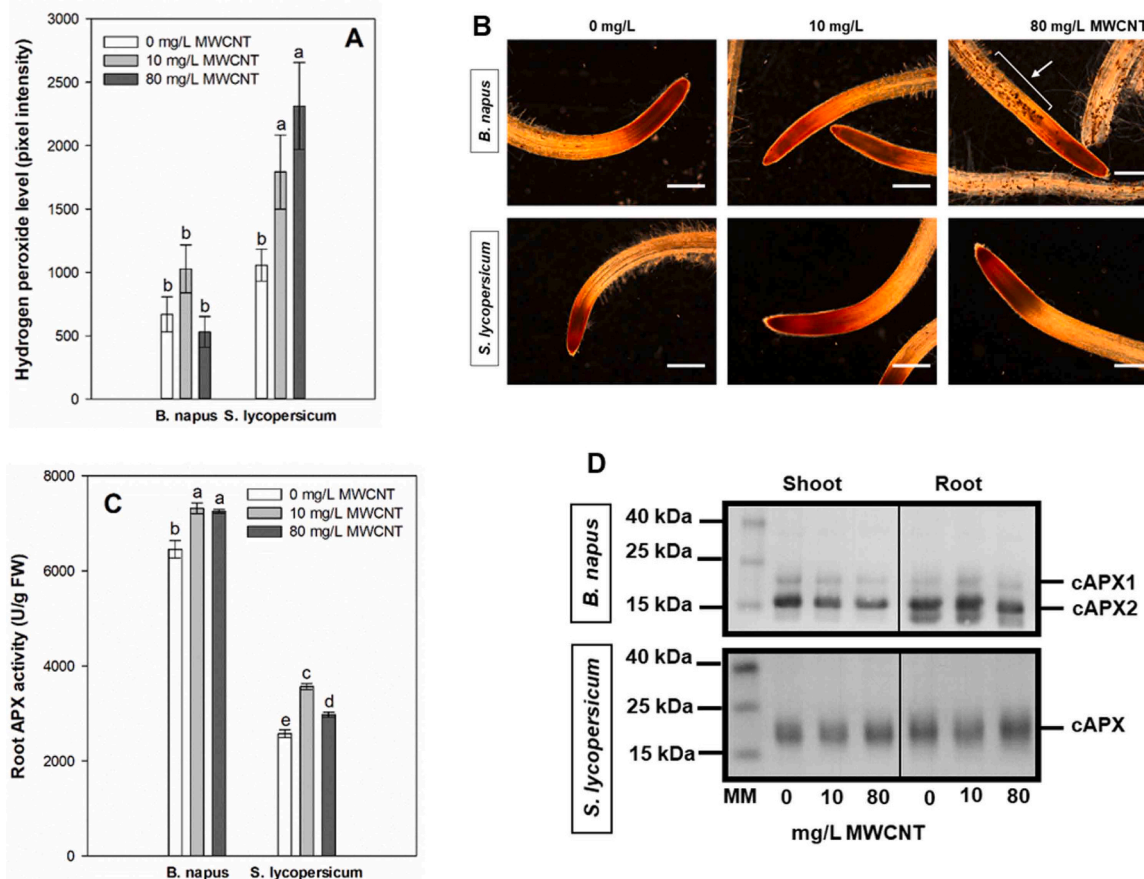 A
Hydrogen peroxide level (pixel intensity)
3000
2500
2000
1500
1000
500
0
0 mg/L MWCNT
10 mg/L MWCNT
80 mg/L MWCNT
b
b
b
b
a
a
B. napus
S. lycopersicum
B
0 mg/L
10 mg/L
80 mg/L MWCNT
B. napus
S. lycopersicum
C
Root APX activity (U/g FW)
8000
6000
4000
2000
0
0 mg/L MWCNT
10 mg/L MWCNT
80 mg/L MWCNT
b
a
a
e
c
d
B. napus
S. lycopersicum
D
Shoot
Root
B. napus
40 kDa
25 kDa
15 kDa
cAPX1
cAPX2
S. lycopersicum
40 kDa
25 kDa
15 kDa
cAPX
MM 0 10 80 0 10 80
mg/L MWCNT